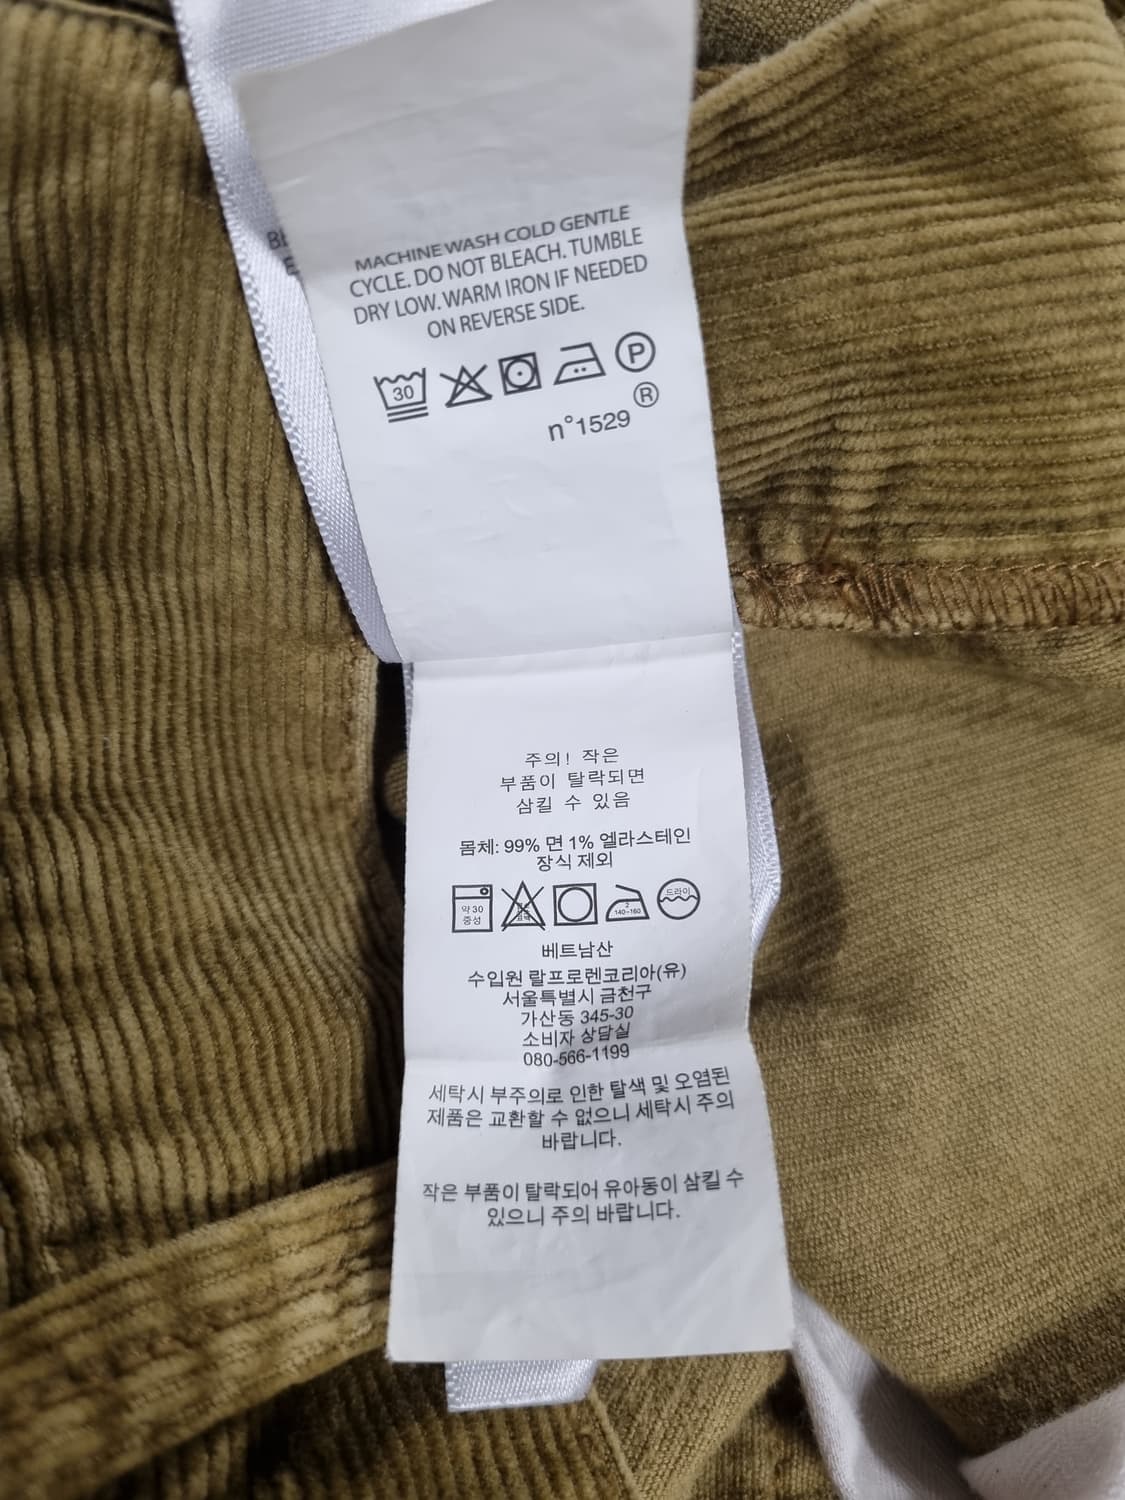 MACHINE WASH COLD GENTLE
CYCLE. DO NOT BLEACH. TUMBLE
DRY LOW. WARM IRON IF NEEDED
ON REVERSE SIDE.
30
P
n°1529 ®
주의! 작은
부품이 탈락되면
삼킬 수 있음
몸체: 99% 면 1% 엘라스테인
장식 제외
약 30
중성
2
140~160
드라이
베트남산
수입원 랄프로렌코리아(유)
서울특별시 금천구
가산동 345-30
소비자 상담실
080-566-1199
세탁시 부주의로 인한 탈색 및 오염된
제품은 교환할 수 없으니 세탁시 주의
바랍니다.
작은 부품이 탈락되어 유아동이 삼킬 수
있으니 주의 바랍니다.